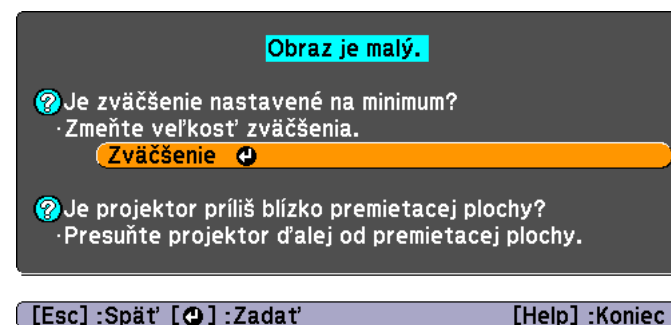 Obraz je malý.
Je zväčšenie nastavené na minimum?
·Zmeňte veľkosť zväčšenia.
Zväčšenie
Je projektor príliš blízko premietacej plochy?
·Presuňte projektor ďalej od premietacej plochy.
[Esc] :Späť [⏎] :Zadať [Help] :Koniec